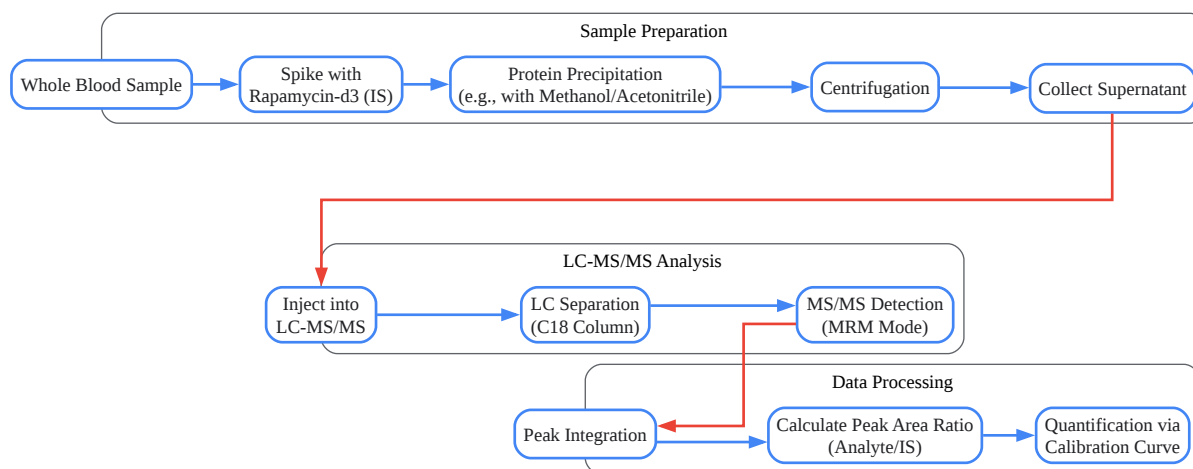 Sample Preparation
Whole Blood Sample
Spike with
Rapamycin-d3 (IS)
Protein Precipitation
(e.g., with Methanol/Acetonitrile)
Centrifugation
Collect Supernatant
LC-MS/MS Analysis
Inject into
LC-MS/MS
LC Separation
(C18 Column)
MS/MS Detection
(MRM Mode)
Data Processing
Peak Integration
Calculate Peak Area Ratio
(Analyte/IS)
Quantification via
Calibration Curve